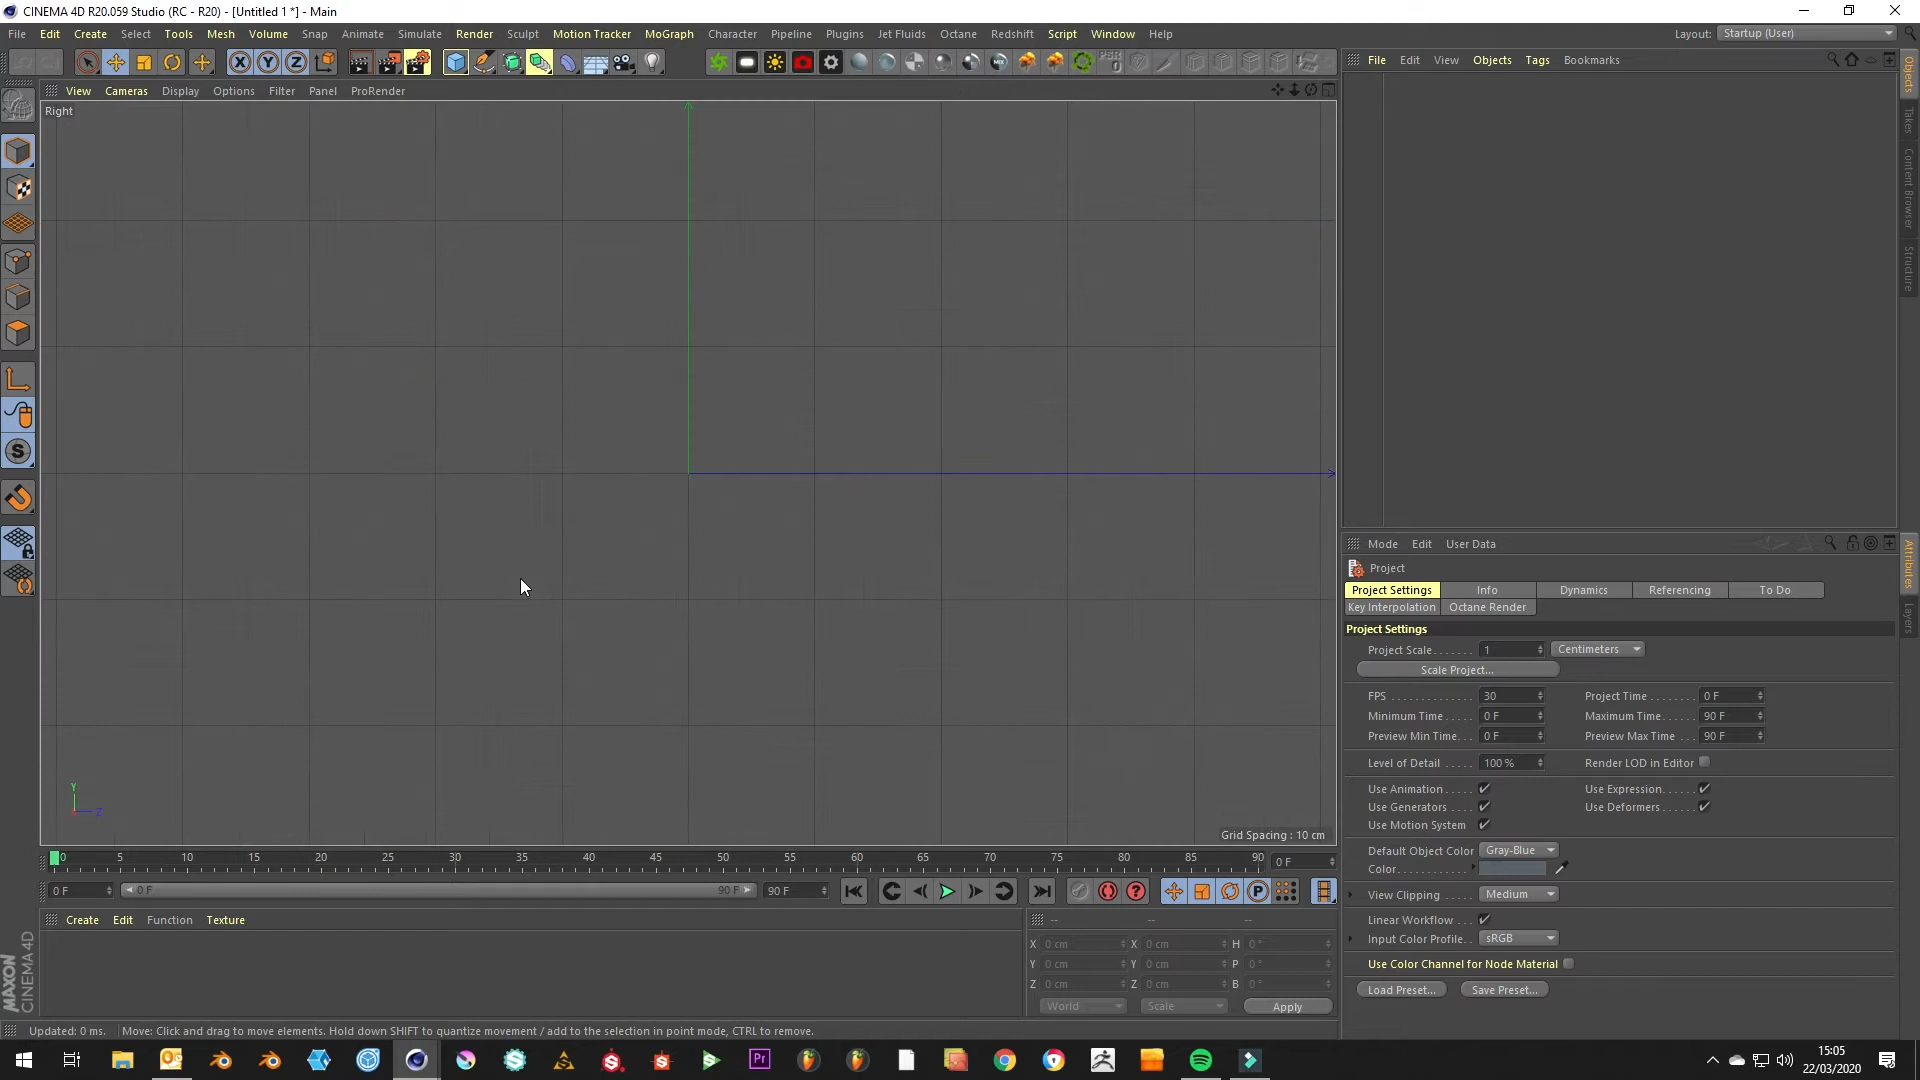 CINEMA 4D R20.059 Studio (RC - R20) - [Untitled 1 *] - Main
File Edit Create Select Tools Mesh Volume Snap Animate Simulate Render Sculpt Motion Tracker MoGraph Character Pipeline Plugins Jet Fluids Octane Redshift Script Window Help Layout: Startup (User)
File Edit View Objects Tags Bookmarks
View Cameras Display Options Filter Panel ProRender
Right
Objects
Takes
Content Browser
Structure
Mode Edit User Data
Project
Project Settings Info Dynamics Referencing To Do
Key Interpolation Octane Render
Project Settings
Project Scale 1 Centimeters
Scale Project...
FPS 30 Project Time 0 F
Minimum Time 0 F Maximum Time 90 F
Preview Min Time 0 F Preview Max Time 90 F
Level of Detail 100 % Render LOD in Editor
Use Animation Use Expression
Use Generators Use Deformers
Use Motion System
Default Object Color Gray-Blue
Color
View Clipping Medium
Linear Workflow
Input Color Profile sRGB
Use Color Channel for Node Material
Load Preset... Save Preset...
Attributes
Layers
Y
Z
Grid Spacing : 10 cm
0 5 10 15 20 25 30 35 40 45 50 55 60 65 70 75 80 85 90 0 F
0 F 0 F 90 F 90 F
Create Edit Function Texture
-- -- --
X 0 cm X 0 cm H 0 °
Y 0 cm Y 0 cm P 0 °
Z 0 cm Z 0 cm B 0 °
World Scale Apply
MAXON
CINEMA 4D
Updated: 0 ms. Move: Click and drag to move elements. Hold down SHIFT to quantize movement / add to the selection in point mode, CTRL to remove.
15:05
22/03/2020